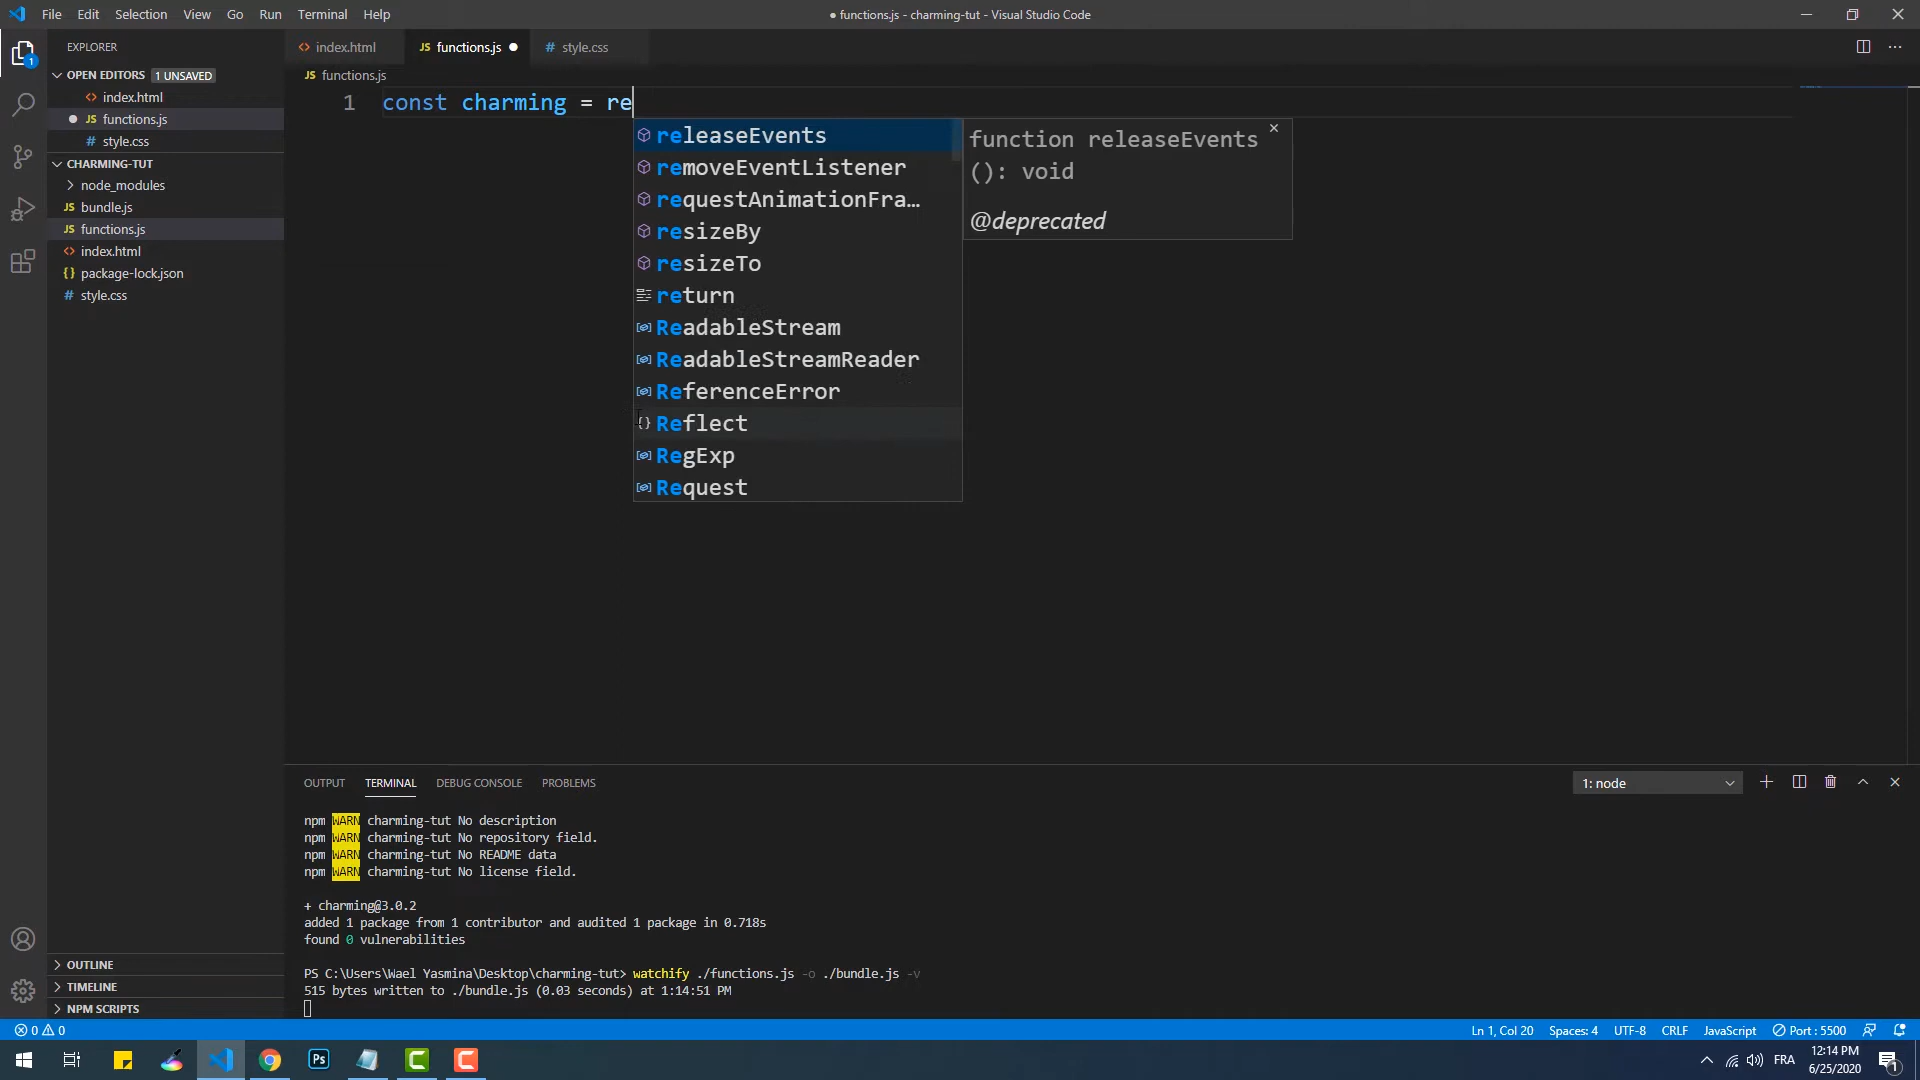 File Edit Selection View Go Run Terminal Help
● functions.js - charming-tut - Visual Studio Code
EXPLORER
OPEN EDITORS 1 UNSAVED
index.html
JS functions.js
# style.css
CHARMING-TUT
node_modules
JS bundle.js
JS functions.js
index.html
{} package-lock.json
# style.css
OUTLINE
TIMELINE
NPM SCRIPTS
1
index.html JS functions.js # style.css
JS functions.js
1 const charming = re
releaseEvents
removeEventListener
requestAnimationFra…
resizeBy
resizeTo
return
ReadableStream
ReadableStreamReader
ReferenceError
Reflect
RegExp
Request
function releaseEvents
(): void
@deprecated
OUTPUT TERMINAL DEBUG CONSOLE PROBLEMS
1: node
npm WARN charming-tut No description
npm WARN charming-tut No repository field.
npm WARN charming-tut No README data
npm WARN charming-tut No license field.
+ charming@3.0.2
added 1 package from 1 contributor and audited 1 package in 0.718s
found 0 vulnerabilities
PS C:\Users\Wael Yasmina\Desktop\charming-tut> watchify ./functions.js -o ./bundle.js -v
515 bytes written to ./bundle.js (0.03 seconds) at 1:14:51 PM
0 0
Ln 1, Col 20 Spaces: 4 UTF-8 CRLF JavaScript Port : 5500
Ps
FRA
12:14 PM
6/25/2020
1